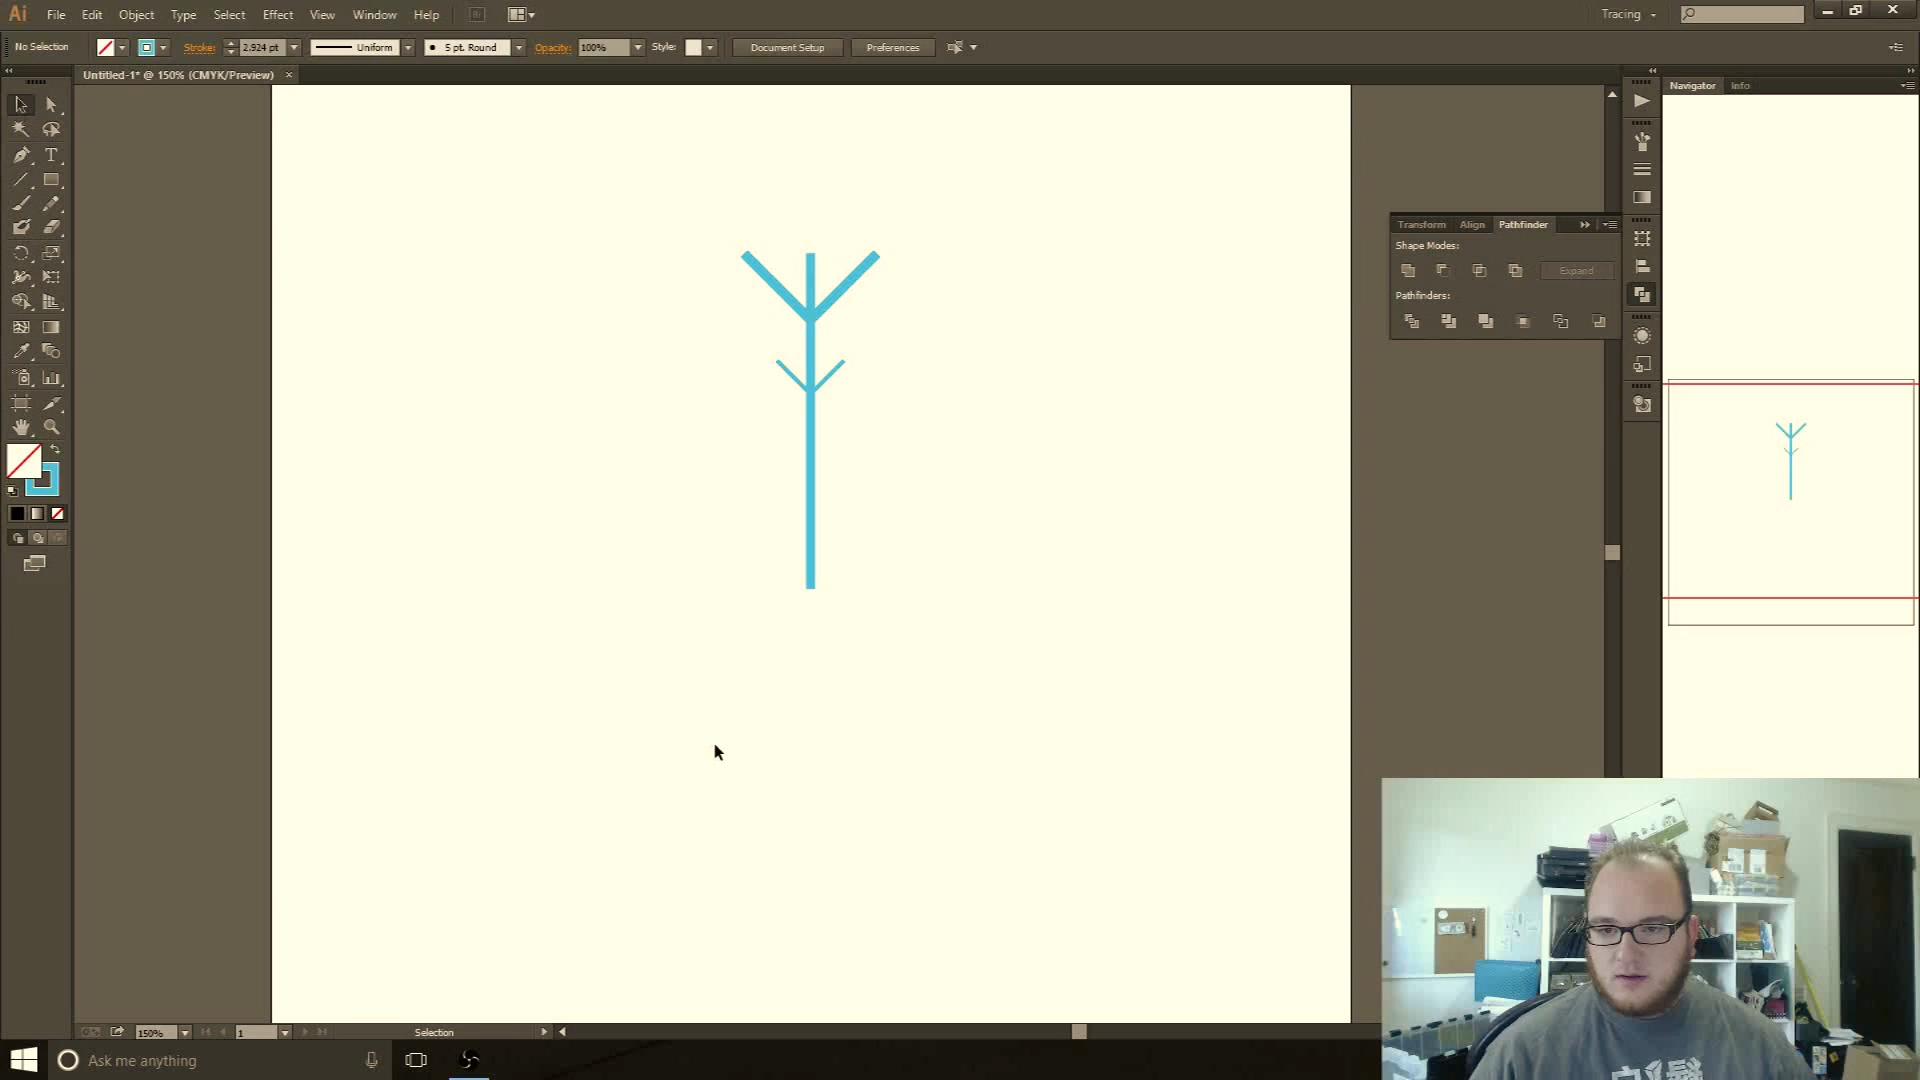 Ai File Edit Object Type Select Effect View Window Help Br Tracing
No Selection Stroke: 2.924 pt Uniform 5 pt. Round Opacity: 100% Style: Document Setup Preferences
Untitled-1* @ 150% (CMYK/Preview) ×
Navigator Info
T
Transform Align Pathfinder
Shape Modes:
Expand
Pathfinders:
150% 1 Selection
Ask me anything